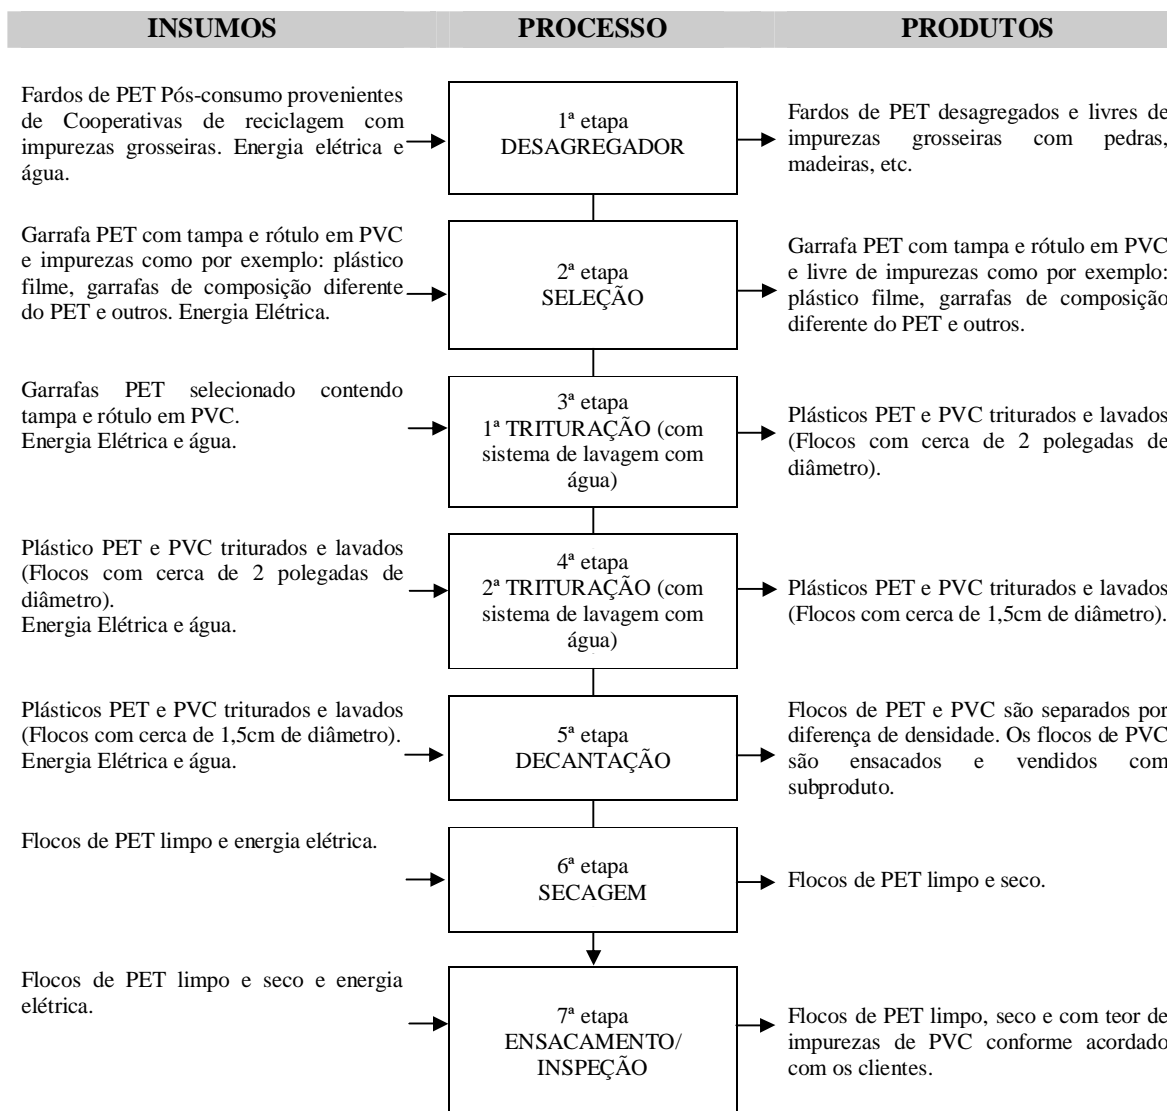 INSUMOS
PROCESSO
PRODUTOS
Fardos de PET Pós-consumo provenientes
de Cooperativas de reciclagem com
impurezas grosseiras. Energia elétrica e
água.
1ª etapa
DESAGREGADOR
Fardos de PET desagregados e livres de
impurezas grosseiras com pedras,
madeiras, etc.
Garrafa PET com tampa e rótulo em PVC
e impurezas como por exemplo: plástico
filme, garrafas de composição diferente
do PET e outros. Energia Elétrica.
2ª etapa
SELEÇÃO
Garrafa PET com tampa e rótulo em PVC
e livre de impurezas como por exemplo:
plástico filme, garrafas de composição
diferente do PET e outros.
Garrafas PET selecionado contendo
tampa e rótulo em PVC.
Energia Elétrica e água.
3ª etapa
1ª TRITURAÇÃO (com
sistema de lavagem com
água)
Plásticos PET e PVC triturados e lavados
(Flocos com cerca de 2 polegadas de
diâmetro).
Plástico PET e PVC triturados e lavados
(Flocos com cerca de 2 polegadas de
diâmetro).
Energia Elétrica e água.
4ª etapa
2ª TRITURAÇÃO (com
sistema de lavagem com
água)
Plásticos PET e PVC triturados e lavados
(Flocos com cerca de 1,5cm de diâmetro).
Plásticos PET e PVC triturados e lavados
(Flocos com cerca de 1,5cm de diâmetro).
Energia Elétrica e água.
5ª etapa
DECANTAÇÃO
Flocos de PET e PVC são separados por
diferença de densidade. Os flocos de PVC
são ensacados e vendidos com
subproduto.
Flocos de PET limpo e energia elétrica.
6ª etapa
SECAGEM
Flocos de PET limpo e seco.
Flocos de PET limpo e seco e energia
elétrica.
7ª etapa
ENSACAMENTO/
INSPEÇÃO
Flocos de PET limpo, seco e com teor de
impurezas de PVC conforme acordado
com os clientes.